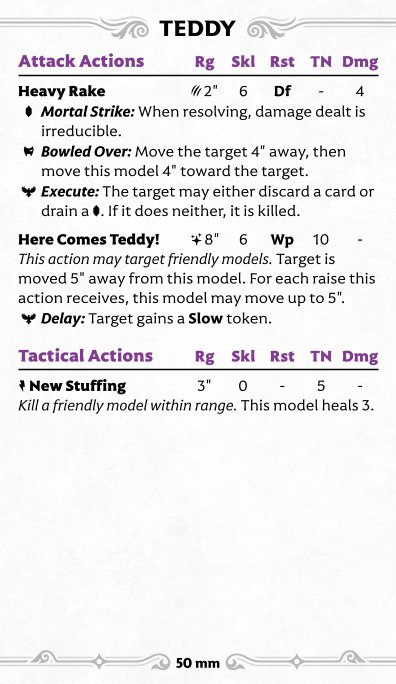 TEDDY
Attack Actions Rg Skl Rst TN Dmg
Heavy Rake 2" 6 Df - 4
Mortal Strike: When resolving, damage dealt is
irreducible.
Bowled Over: Move the target 4" away, then
move this model 4" toward the target.
Execute: The target may either discard a card or
drain a . If it does neither, it is killed.
Here Comes Teddy! 8" 6 Wp 10 -
This action may target friendly models. Target is
moved 5" away from this model. For each raise this
action receives, this model may move up to 5".
Delay: Target gains a Slow token.
Tactical Actions Rg Skl Rst TN Dmg
New Stuffing 3" 0 - 5 -
Kill a friendly model within range. This model heals 3.
50 mm